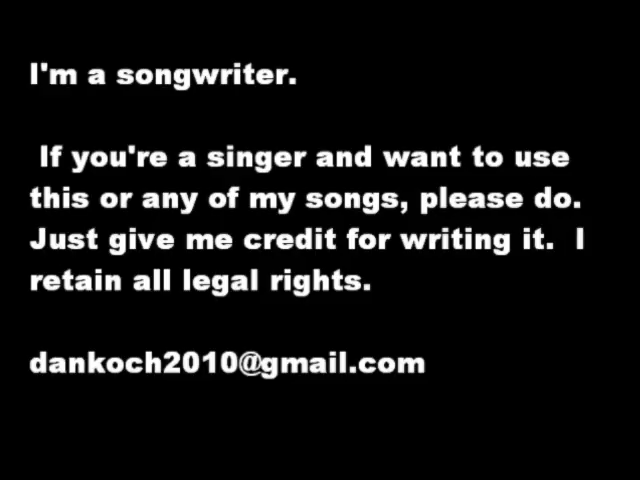 I'm a songwriter.
If you're a singer and want to use
this or any of my songs, please do.
Just give me credit for writing it.  I
retain all legal rights.
dankoch2010@gmail.com